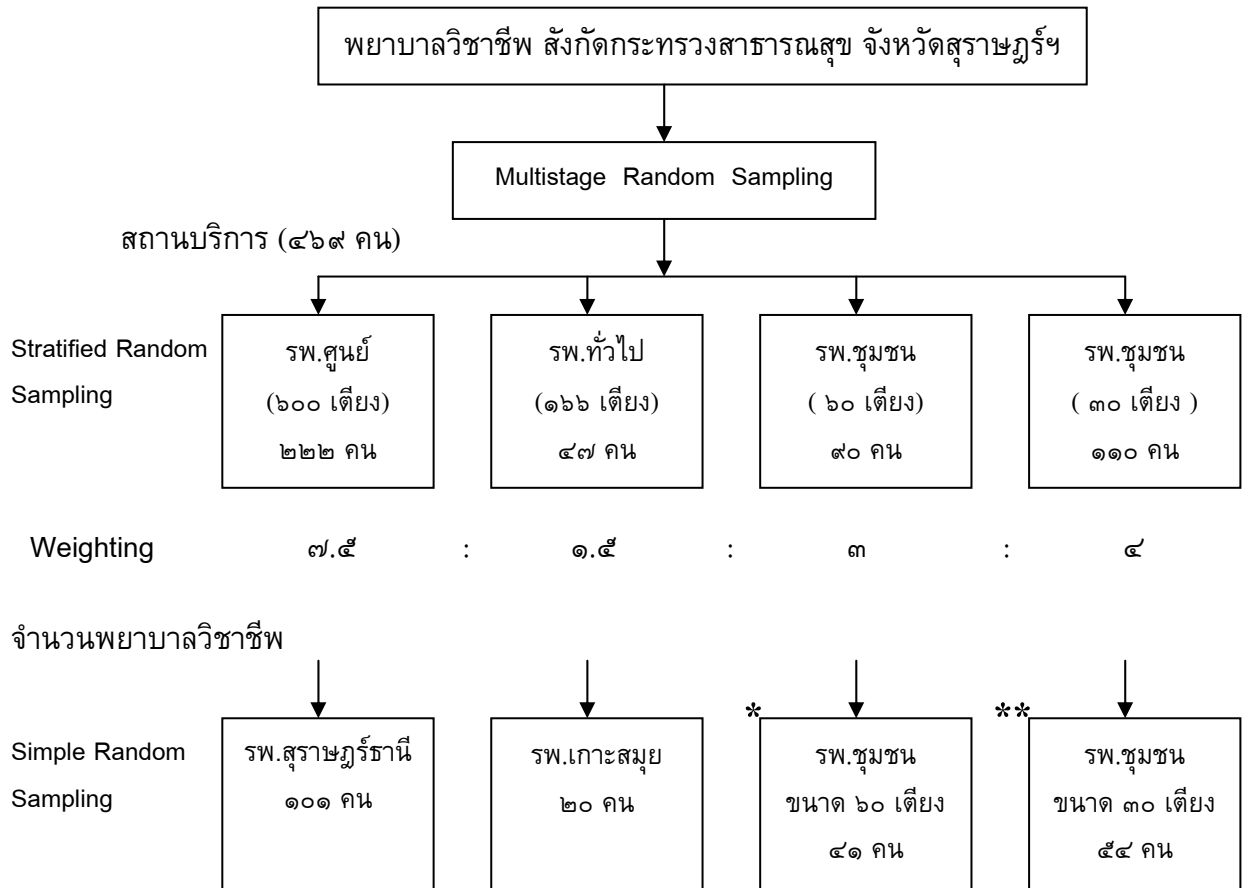 พยาบาลวิชาชีพ สังกัดกระทรวงสาธารณสุข จังหวัดสุราษฎร์ฯ
Multistage Random Sampling
สถานบริการ (๔๖๙ คน)
Stratified Random
Sampling
รพ.ศูนย์
(๖๐๐ เตียง)
๒๒๒ คน
รพ.ทั่วไป
(๑๖๖ เตียง)
๔๗ คน
รพ.ชุมชน
( ๖๐ เตียง)
๙๐ คน
รพ.ชุมชน
( ๓๐ เตียง )
๑๑๐ คน
Weighting ๗.๕ : ๑.๕ : ๓ : ๔
จำนวนพยาบาลวิชาชีพ
Simple Random
Sampling
รพ.สุราษฎร์ธานี
๑๐๑ คน
รพ.เกาะสมุย
๒๐ คน
*
รพ.ชุมชน
ขนาด ๖๐ เตียง
๔๑ คน
**
รพ.ชุมชน
ขนาด ๓๐ เตียง
๕๔ คน